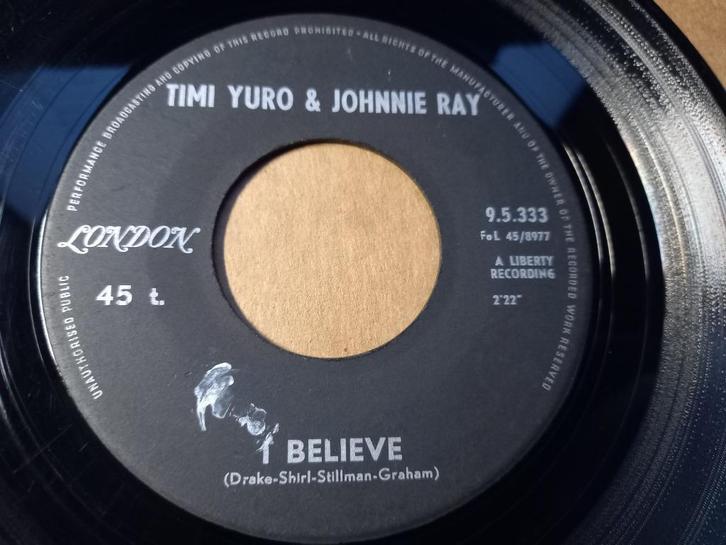 UNAUTHORISED PUBLIC PERFORMANCE BROADCASTING AND COPYING OF THIS RECORD PROHIBITED • ALL RIGHTS OF THE MANUFACTURER AND OF THE OWNER OF THE RECORDED WORK RESERVED
TIMI YURO & JOHNNIE RAY
LONDON
9.5.333
FoL 45/8977
A LIBERTY
RECORDING
45 t.
2'22"
I BELIEVE
(Drake-Shirl-Stillman-Graham)